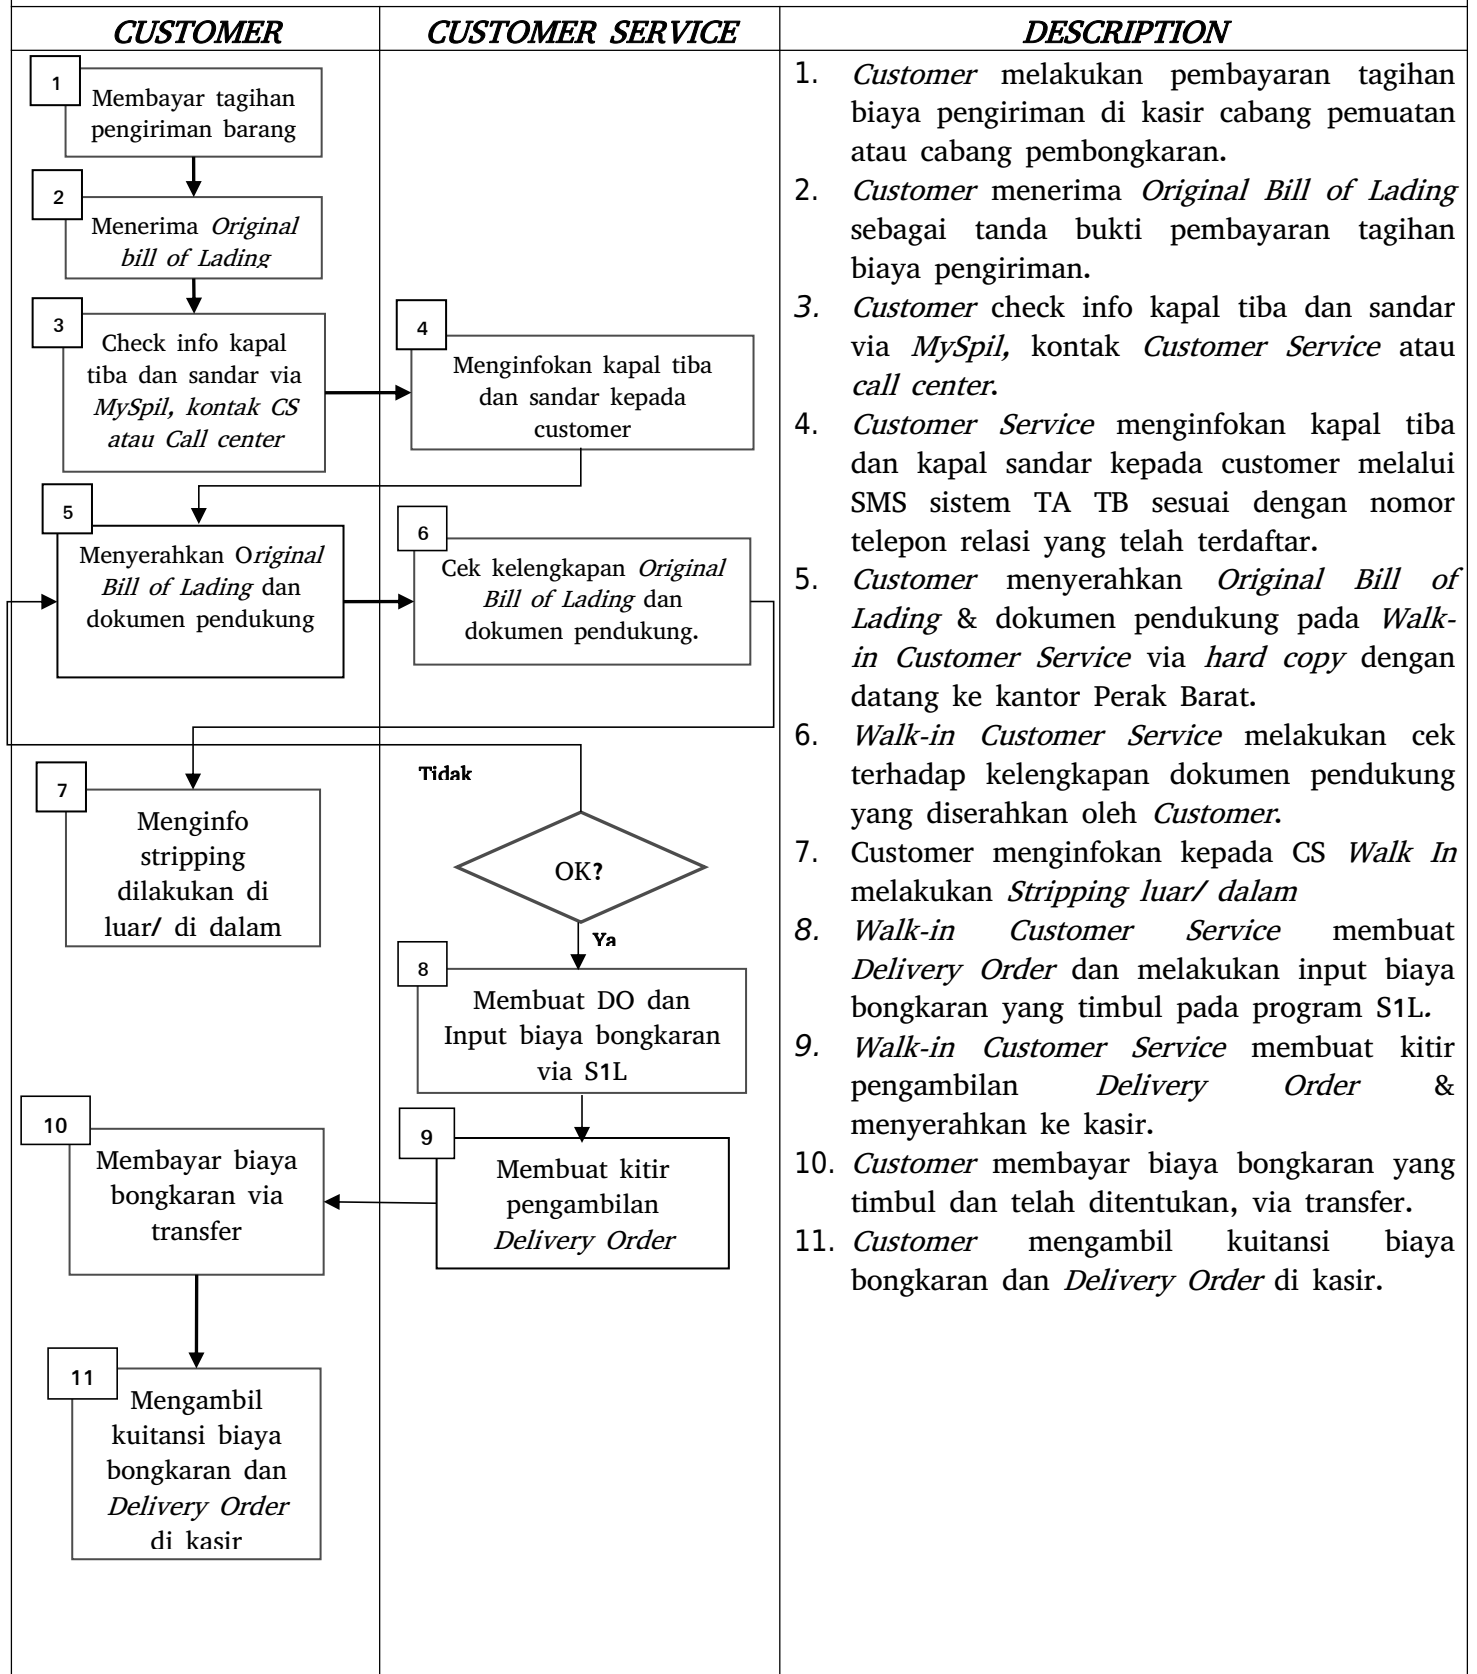 CUSTOMER
CUSTOMER SERVICE
DESCRIPTION
1
Membayar tagihan
pengiriman barang
2
Menerima Original
bill of Lading
3
Check info kapal
tiba dan sandar via
MySpil, kontak CS
atau Call center
4
Menginfokan kapal tiba
dan sandar kepada
customer
5
Menyerahkan Original
Bill of Lading dan
dokumen pendukung
6
Cek kelengkapan Original
Bill of Lading dan
dokumen pendukung.
7
Menginfo
stripping
dilakukan di
luar/ di dalam
Tidak
OK?
Ya
8
Membuat DO dan
Input biaya bongkaran
via S1L
9
Membuat kitir
pengambilan
Delivery Order
10
Membayar biaya
bongkaran via
transfer
11
Mengambil
kuitansi biaya
bongkaran dan
Delivery Order
di kasir
1. Customer melakukan pembayaran tagihan
biaya pengiriman di kasir cabang pemuatan
atau cabang pembongkaran.
2. Customer menerima Original Bill of Lading
sebagai tanda bukti pembayaran tagihan
biaya pengiriman.
3. Customer check info kapal tiba dan sandar
via MySpil, kontak Customer Service atau
call center.
4. Customer Service menginfokan kapal tiba
dan kapal sandar kepada customer melalui
SMS sistem TA TB sesuai dengan nomor
telepon relasi yang telah terdaftar.
5. Customer menyerahkan Original Bill of
Lading & dokumen pendukung pada Walk-
in Customer Service via hard copy dengan
datang ke kantor Perak Barat.
6. Walk-in Customer Service melakukan cek
terhadap kelengkapan dokumen pendukung
yang diserahkan oleh Customer.
7. Customer menginfokan kepada CS Walk In
melakukan Stripping luar/ dalam
8. Walk-in Customer Service membuat
Delivery Order dan melakukan input biaya
bongkaran yang timbul pada program S1L.
9. Walk-in Customer Service membuat kitir
pengambilan Delivery Order &
menyerahkan ke kasir.
10. Customer membayar biaya bongkaran yang
timbul dan telah ditentukan, via transfer.
11. Customer mengambil kuitansi biaya
bongkaran dan Delivery Order di kasir.